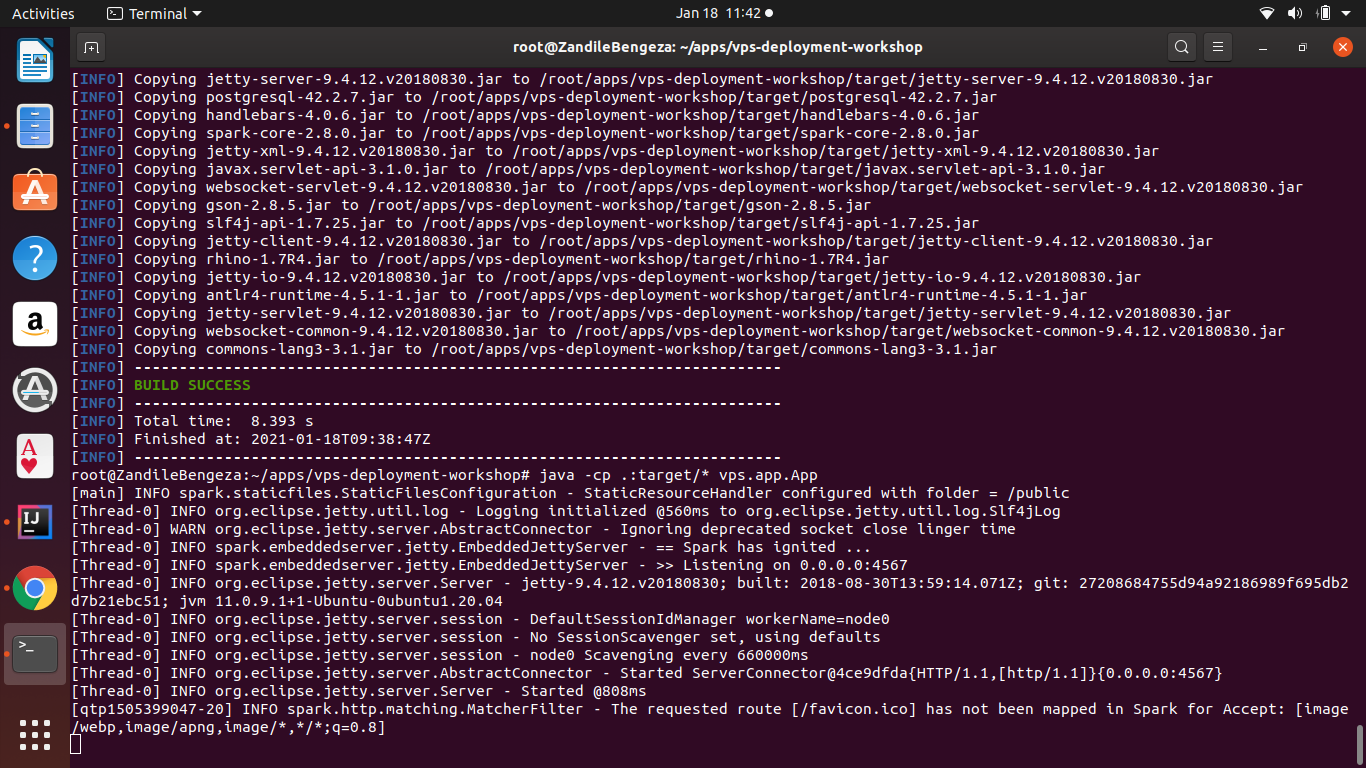 Activities
Terminal
Jan 18 11:42
root@ZandileBengeza: ~/apps/vps-deployment-workshop
[INFO] Copying jetty-server-9.4.12.v20180830.jar to /root/apps/vps-deployment-workshop/target/jetty-server-9.4.12.v20180830.jar
[INFO] Copying postgresql-42.2.7.jar to /root/apps/vps-deployment-workshop/target/postgresql-42.2.7.jar
[INFO] Copying handlebars-4.0.6.jar to /root/apps/vps-deployment-workshop/target/handlebars-4.0.6.jar
[INFO] Copying spark-core-2.8.0.jar to /root/apps/vps-deployment-workshop/target/spark-core-2.8.0.jar
[INFO] Copying jetty-xml-9.4.12.v20180830.jar to /root/apps/vps-deployment-workshop/target/jetty-xml-9.4.12.v20180830.jar
[INFO] Copying javax.servlet-api-3.1.0.jar to /root/apps/vps-deployment-workshop/target/javax.servlet-api-3.1.0.jar
[INFO] Copying websocket-servlet-9.4.12.v20180830.jar to /root/apps/vps-deployment-workshop/target/websocket-servlet-9.4.12.v20180830.jar
[INFO] Copying gson-2.8.5.jar to /root/apps/vps-deployment-workshop/target/gson-2.8.5.jar
[INFO] Copying slf4j-api-1.7.25.jar to /root/apps/vps-deployment-workshop/target/slf4j-api-1.7.25.jar
[INFO] Copying jetty-client-9.4.12.v20180830.jar to /root/apps/vps-deployment-workshop/target/jetty-client-9.4.12.v20180830.jar
[INFO] Copying rhino-1.7R4.jar to /root/apps/vps-deployment-workshop/target/rhino-1.7R4.jar
[INFO] Copying jetty-io-9.4.12.v20180830.jar to /root/apps/vps-deployment-workshop/target/jetty-io-9.4.12.v20180830.jar
[INFO] Copying antlr4-runtime-4.5.1-1.jar to /root/apps/vps-deployment-workshop/target/antlr4-runtime-4.5.1-1.jar
[INFO] Copying jetty-servlet-9.4.12.v20180830.jar to /root/apps/vps-deployment-workshop/target/jetty-servlet-9.4.12.v20180830.jar
[INFO] Copying websocket-common-9.4.12.v20180830.jar to /root/apps/vps-deployment-workshop/target/websocket-common-9.4.12.v20180830.jar
[INFO] Copying commons-lang3-3.1.jar to /root/apps/vps-deployment-workshop/target/commons-lang3-3.1.jar
[INFO] ------------------------------------------------------------------------
[INFO] BUILD SUCCESS
[INFO] ------------------------------------------------------------------------
[INFO] Total time:  8.393 s
[INFO] Finished at: 2021-01-18T09:38:47Z
[INFO] ------------------------------------------------------------------------
root@ZandileBengeza:~/apps/vps-deployment-workshop# java -cp .:target/* vps.app.App
[main] INFO spark.staticfiles.StaticFilesConfiguration - StaticResourceHandler configured with folder = /public
[Thread-0] INFO org.eclipse.jetty.util.log - Logging initialized @560ms to org.eclipse.jetty.util.log.Slf4jLog
[Thread-0] WARN org.eclipse.jetty.server.AbstractConnector - Ignoring deprecated socket close linger time
[Thread-0] INFO spark.embeddedserver.jetty.EmbeddedJettyServer - == Spark has ignited ...
[Thread-0] INFO spark.embeddedserver.jetty.EmbeddedJettyServer - >> Listening on 0.0.0.0:4567
[Thread-0] INFO org.eclipse.jetty.server.Server - jetty-9.4.12.v20180830; built: 2018-08-30T13:59:14.071Z; git: 27208684755d94a92186989f695db2
d7b21ebc51; jvm 11.0.9.1+1-Ubuntu-0ubuntu1.20.04
[Thread-0] INFO org.eclipse.jetty.server.session - DefaultSessionIdManager workerName=node0
[Thread-0] INFO org.eclipse.jetty.server.session - No SessionScavenger set, using defaults
[Thread-0] INFO org.eclipse.jetty.server.session - node0 Scavenging every 660000ms
[Thread-0] INFO org.eclipse.jetty.server.AbstractConnector - Started ServerConnector@4ce9dfda{HTTP/1.1,[http/1.1]}{0.0.0.0:4567}
[Thread-0] INFO org.eclipse.jetty.server.Server - Started @808ms
[qtp1505399047-20] INFO spark.http.matching.MatcherFilter - The requested route [/favicon.ico] has not been mapped in Spark for Accept: [image
/webp,image/apng,image/*,*/*;q=0.8]